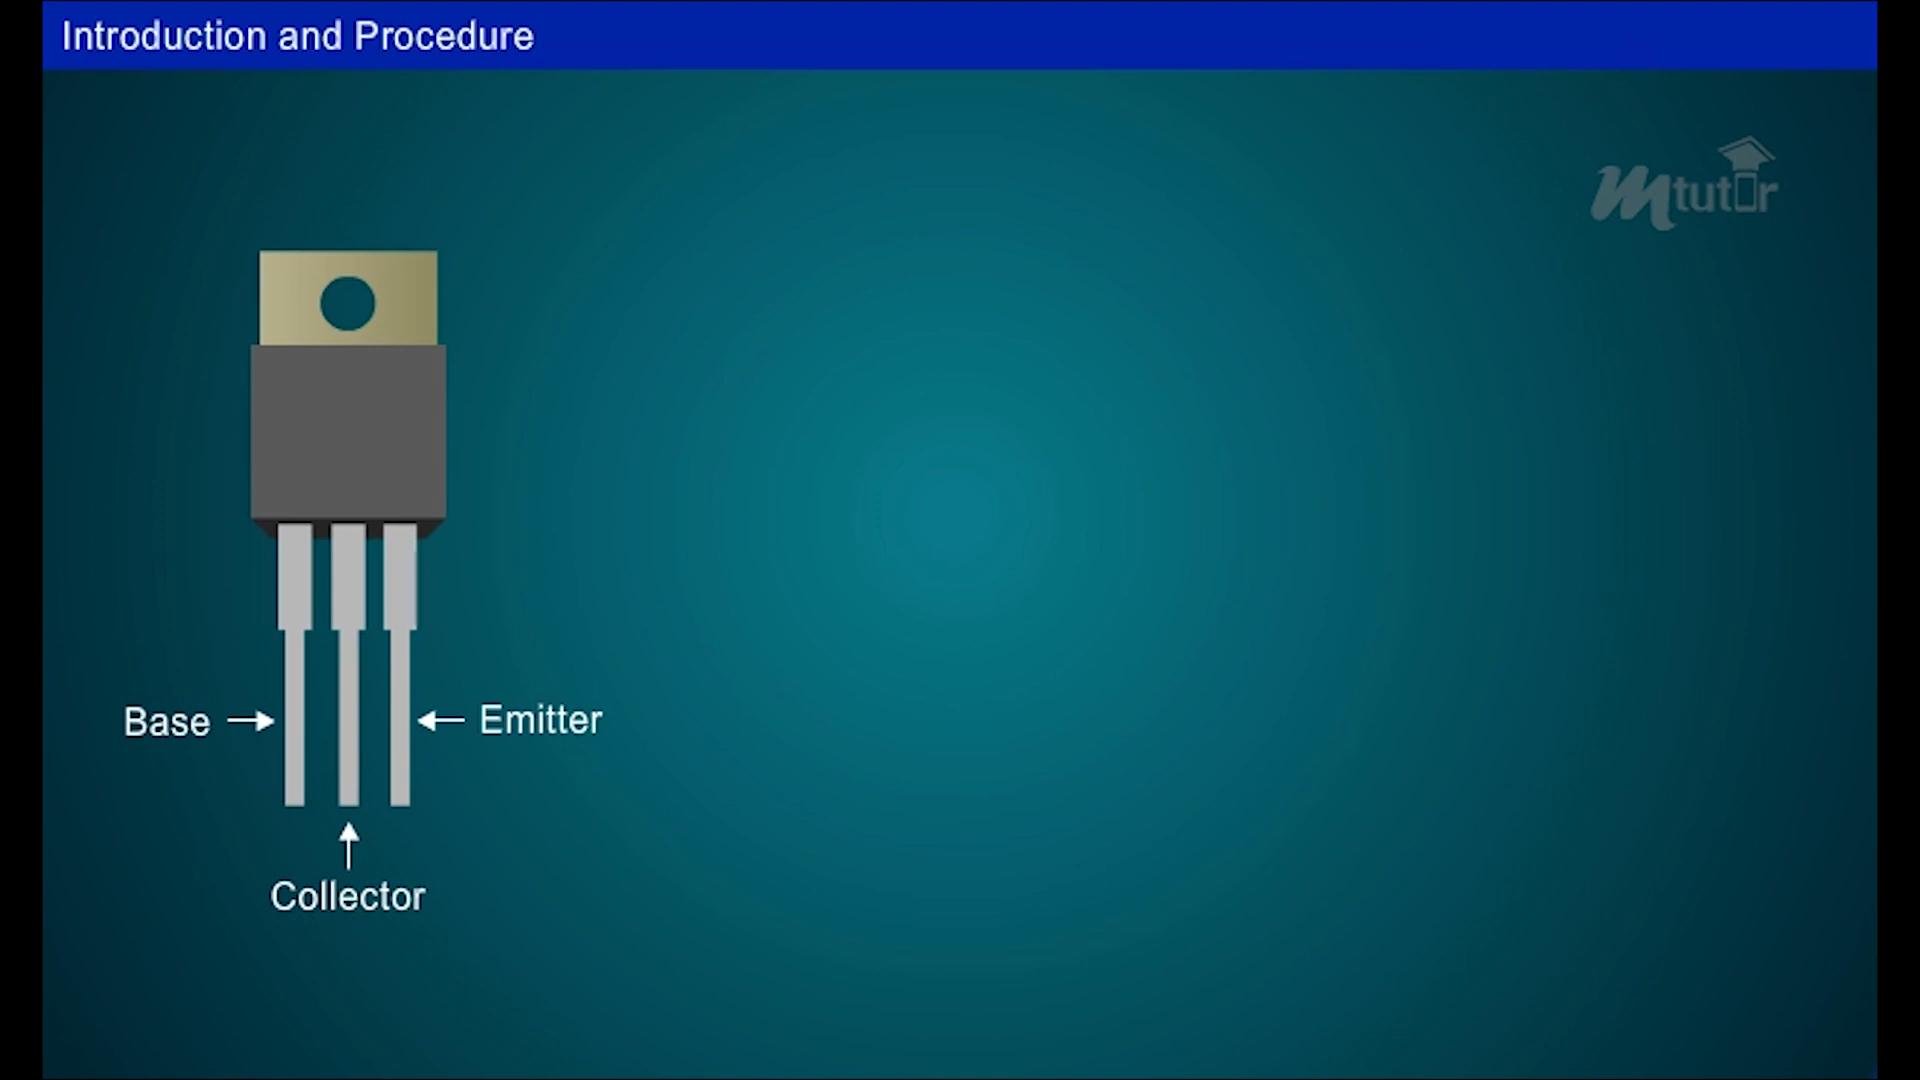 Introduction and Procedure
Mtutor
Base
Emitter
Collector